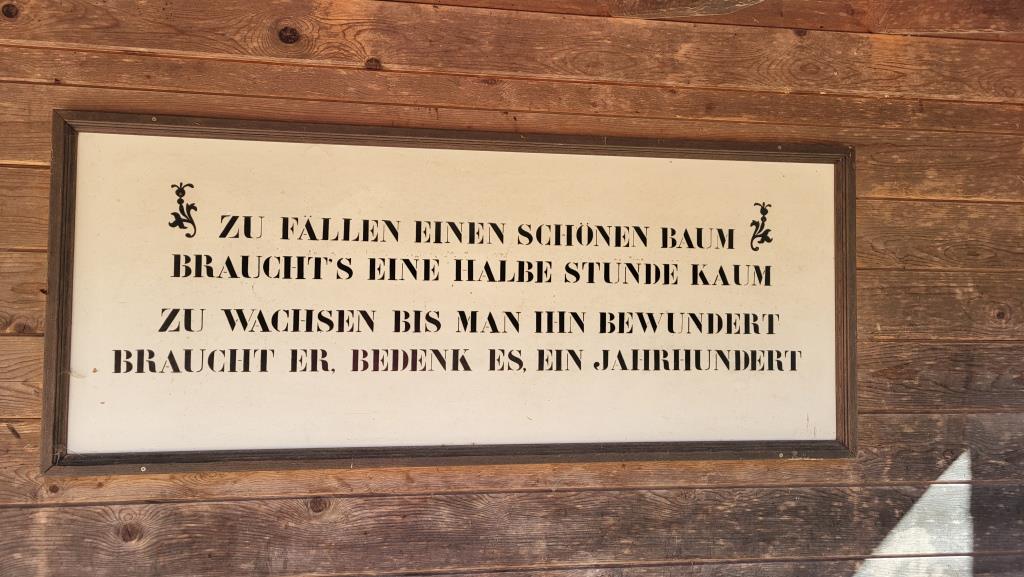 ZU FÄLLEN EINEN SCHÖNEN BAUM
BRAUCHT'S EINE HALBE STUNDE KAUM
ZU WACHSEN BIS MAN IHN BEWUNDERT
BRAUCHT ER, BEDENK ES, EIN JAHRHUNDERT